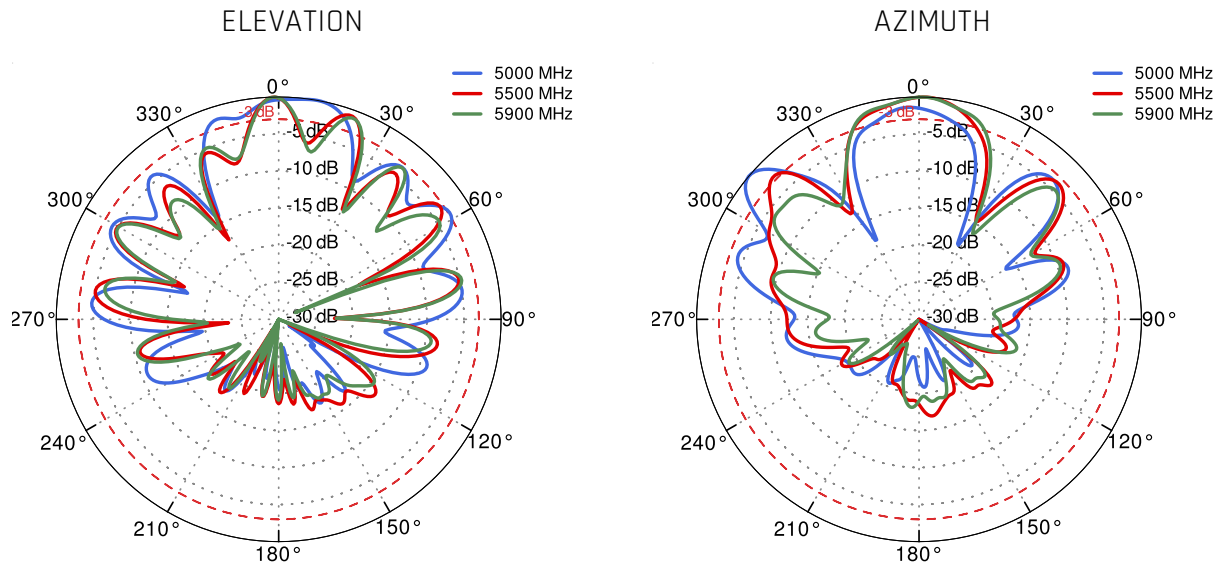 ELEVATION
5000 MHz
5500 MHz
5900 MHz
0°
30°
60°
90°
120°
150°
180°
210°
240°
270°
300°
330°
-3 dB
-5 dB
-10 dB
-15 dB
-20 dB
-25 dB
-30 dB
AZIMUTH
5000 MHz
5500 MHz
5900 MHz
0°
30°
60°
90°
120°
150°
180°
210°
240°
270°
300°
330°
-3 dB
-5 dB
-10 dB
-15 dB
-20 dB
-25 dB
-30 dB